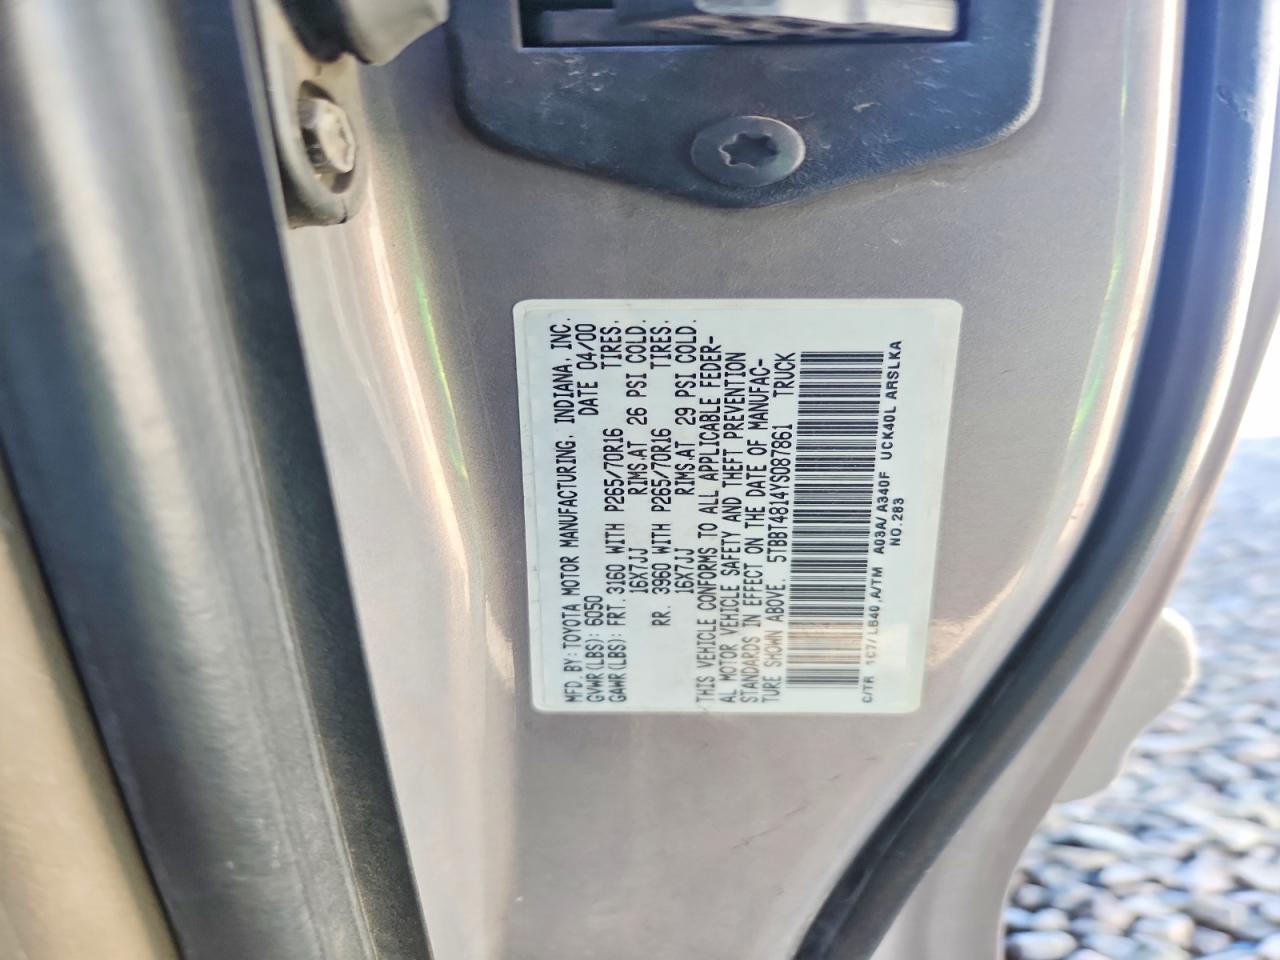 MFD. BY: TOYOTA MOTOR MANUFACTURING, INDIANA, INC.
GVWR(LBS): 6050 DATE 04/00
GAWR(LBS): FRT. 3160 WITH P265/70R16 TIRES,
16X7JJ RIMS, AT 26 PSI COLD.
RR. 3960 WITH P265/70R16 TIRES,
16X7JJ RIMS, AT 29 PSI COLD.
THIS VEHICLE CONFORMS TO ALL APPLICABLE FEDER-
AL MOTOR VEHICLE SAFETY AND THEFT PREVENTION
STANDARDS IN EFFECT ON THE DATE OF MANUFAC-
TURE SHOWN ABOVE. 5TBBT4814YS087861 TRUCK
C/TR 1C7/LB40,A/TM A03A/A340F UCK40L ARSLKA
NO.283